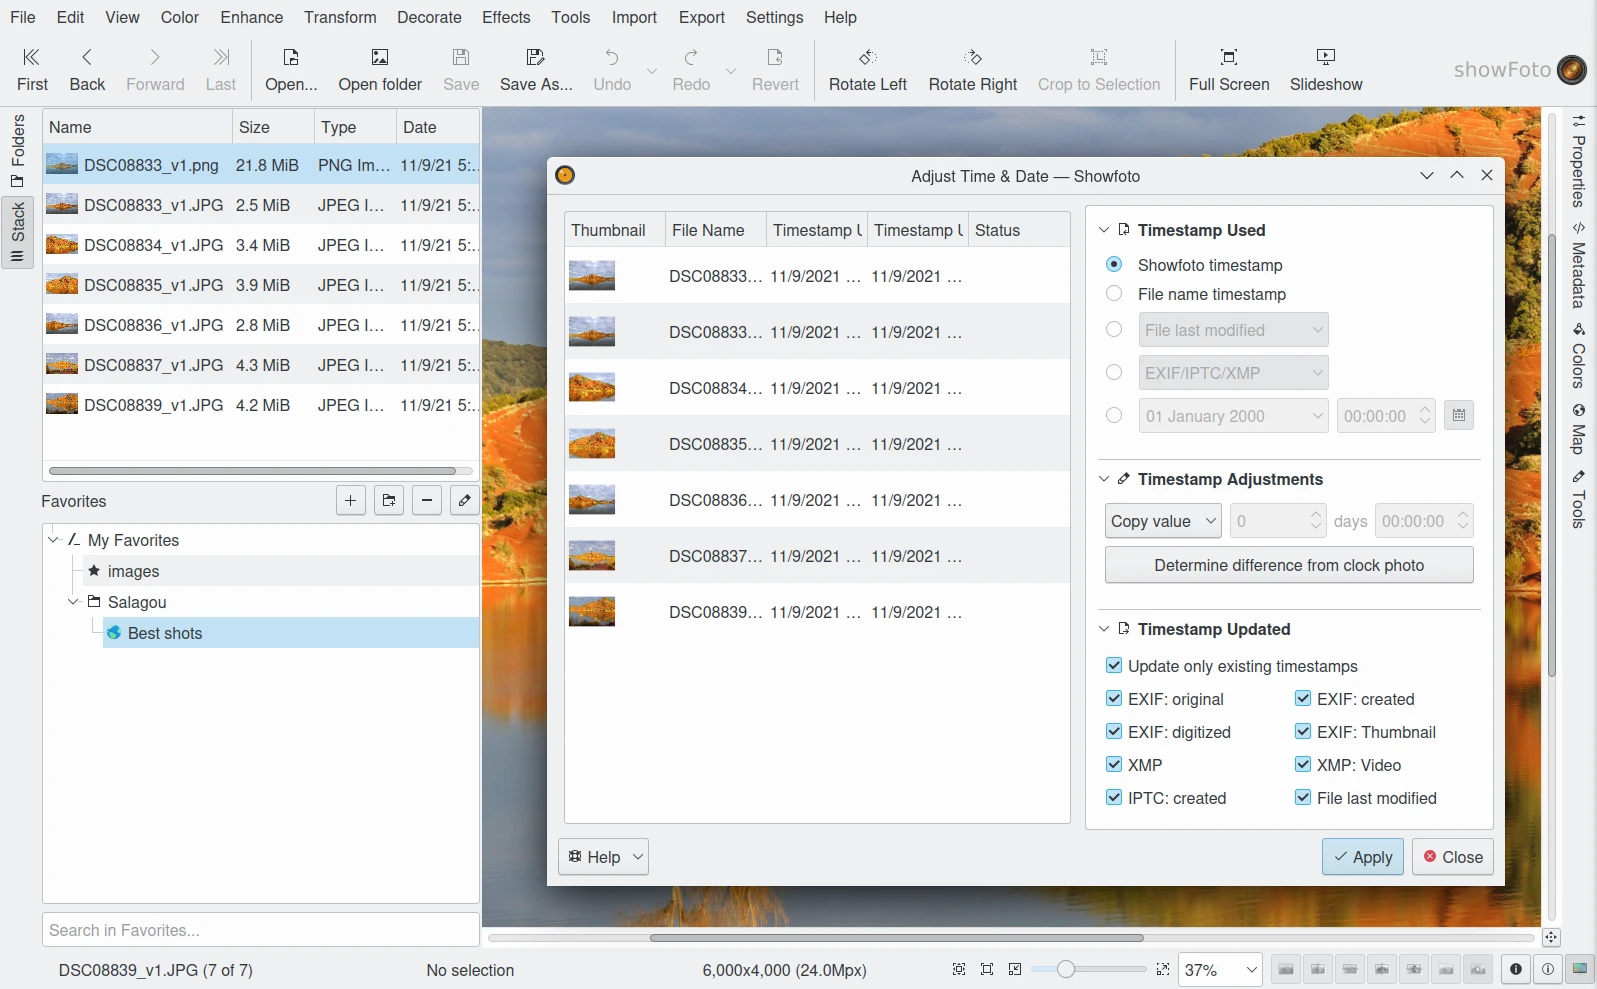 File Edit View Color Enhance Transform Decorate Effects Tools Import Export Settings Help
First Back Forward Last Open... Open folder Save Save As... Undo Redo Revert Rotate Left Rotate Right Crop to Selection Full Screen Slideshow showFoto
Folders
Stack
Name Size Type Date
DSC08833_v1.png 21.8 MiB PNG Im... 11/9/21 5:..
DSC08833_v1.JPG 2.5 MiB JPEG I... 11/9/21 5:..
DSC08834_v1.JPG 3.4 MiB JPEG I... 11/9/21 5:..
DSC08835_v1.JPG 3.9 MiB JPEG I... 11/9/21 5:..
DSC08836_v1.JPG 2.8 MiB JPEG I... 11/9/21 5:..
DSC08837_v1.JPG 4.3 MiB JPEG I... 11/9/21 5:..
DSC08839_v1.JPG 4.2 MiB JPEG I... 11/9/21 5:..
Favorites
My Favorites
images
Salagou
Best shots
Search in Favorites...
Adjust Time & Date — Showfoto
Thumbnail File Name Timestamp U Timestamp U Status
DSC08833... 11/9/2021 ... 11/9/2021 ...
DSC08833... 11/9/2021 ... 11/9/2021 ...
DSC08834... 11/9/2021 ... 11/9/2021 ...
DSC08835... 11/9/2021 ... 11/9/2021 ...
DSC08836... 11/9/2021 ... 11/9/2021 ...
DSC08837... 11/9/2021 ... 11/9/2021 ...
DSC08839... 11/9/2021 ... 11/9/2021 ...
Timestamp Used
Showfoto timestamp
File name timestamp
File last modified
EXIF/IPTC/XMP
01 January 2000 00:00:00
Timestamp Adjustments
Copy value 0 days 00:00:00
Determine difference from clock photo
Timestamp Updated
Update only existing timestamps
EXIF: original EXIF: created
EXIF: digitized EXIF: Thumbnail
XMP XMP: Video
IPTC: created File last modified
Help Apply Close
Properties
Metadata
Colors
Map
Tools
DSC08839_v1.JPG (7 of 7) No selection 6,000x4,000 (24.0Mpx) 37%